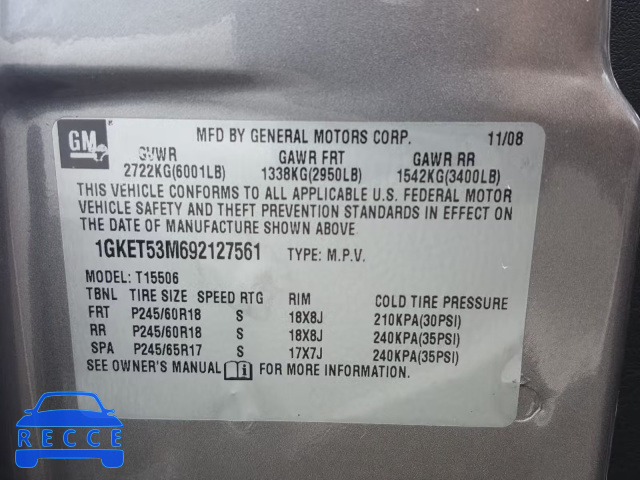 GM
MFD BY GENERAL MOTORS CORP. 11/08
GVWR GAWR FRT GAWR RR
2722KG(6001LB) 1338KG(2950LB) 1542KG(3400LB)
THIS VEHICLE CONFORMS TO ALL APPLICABLE U.S. FEDERAL MOTOR
VEHICLE SAFETY AND THEFT PREVENTION STANDARDS IN EFFECT ON
THE DATE OF MANUFACTURE SHOWN ABOVE.
1GKET53M692127561 TYPE: M.P.V.
MODEL: T15506
TBNL TIRE SIZE SPEED RTG RIM COLD TIRE PRESSURE
FRT P245/60R18 S 18X8J 210KPA(30PSI)
RR P245/60R18 S 18X8J 240KPA(35PSI)
SPA P245/65R17 S 17X7J 240KPA(35PSI)
SEE OWNER'S MANUAL FOR MORE INFORMATION.
RECCE